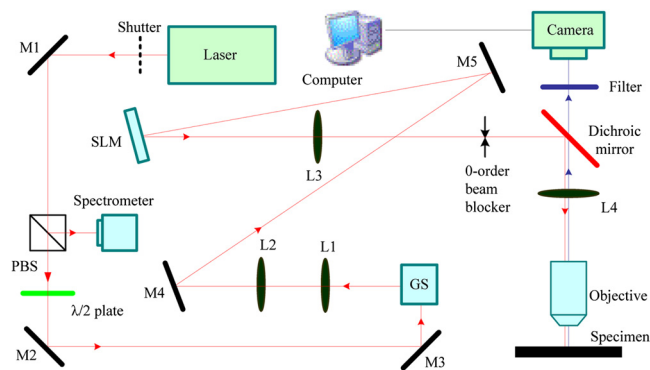 Shutter
M1
Laser
Camera
Computer
M5
Filter
SLM
L3
Dichroic
mirror
0-order
beam
blocker
L4
Spectrometer
PBS
L2
L1
M4
GS
λ/2 plate
Objective
M2
M3
Specimen